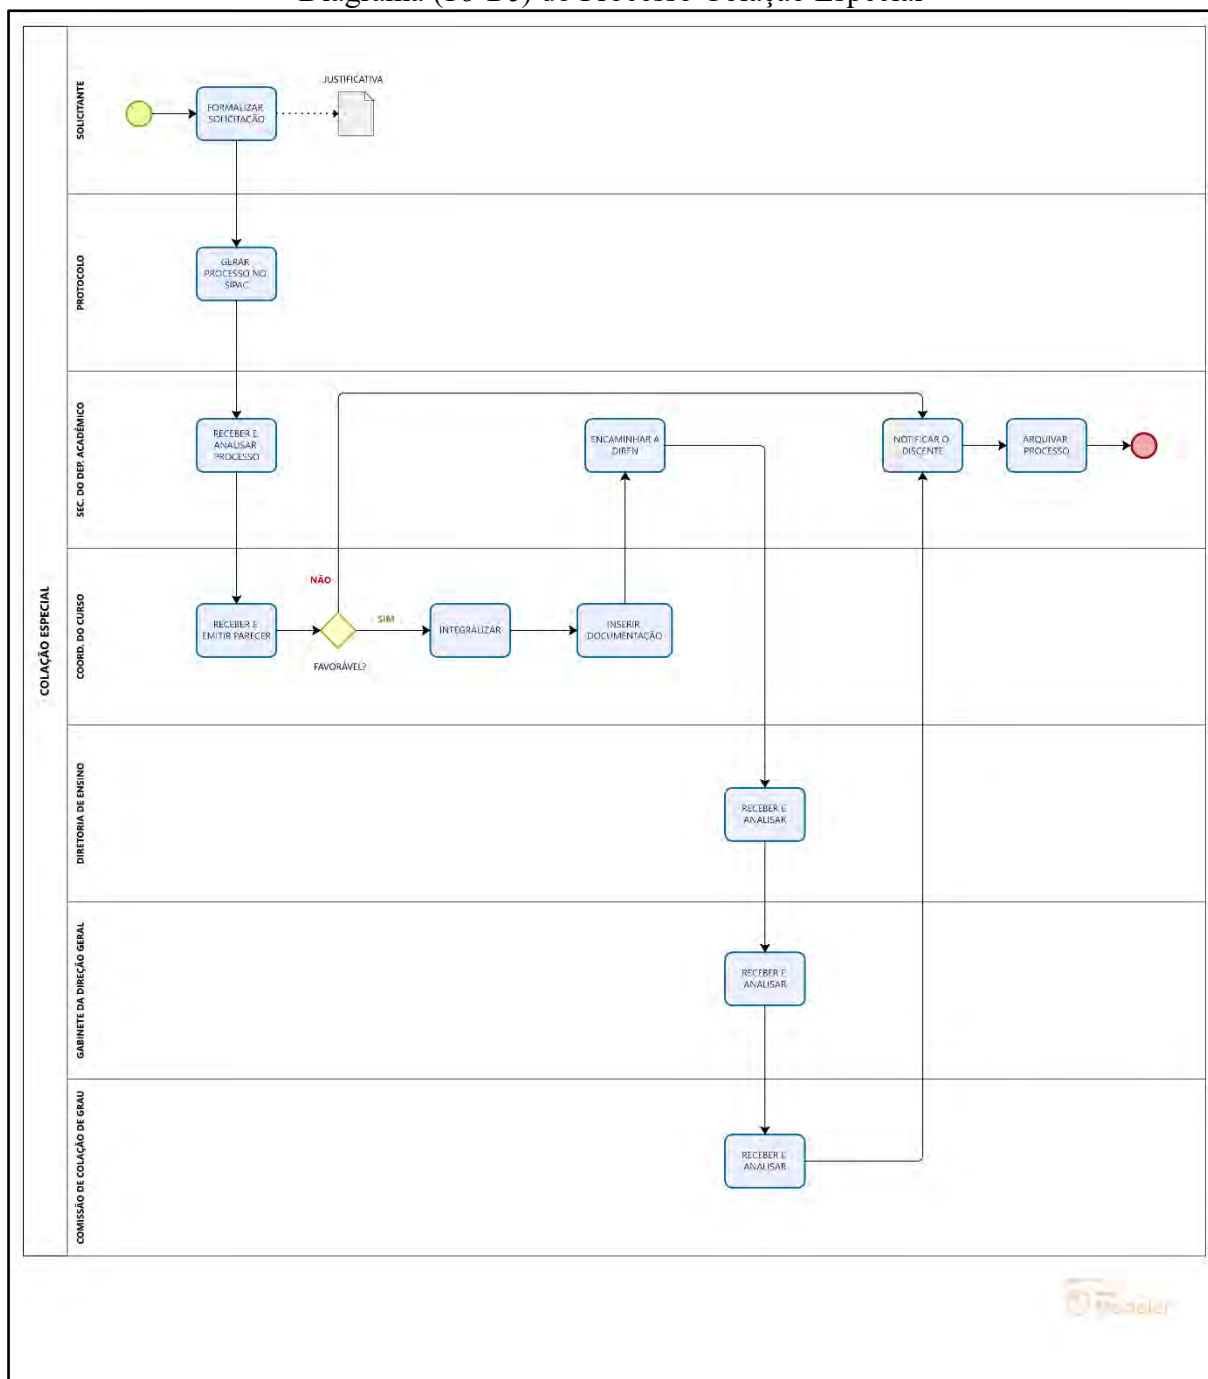 COLAÇÃO ESPECIAL
SOLICITANTE
FORMALIZAR
SOLICITAÇÃO
JUSTIFICATIVA
PROTOCOLO
GERAR
PROCESSO NO
SIPAC
SEC. DO DEP. ACADÊMICO
RECEBER E
ANALISAR
PROCESSO
ENCAMINHAR A
DIREN
NOTIFICAR O
DISCENTE
ARQUIVAR
PROCESSO
COORD. DO CURSO
RECEBER E
EMITIR PARECER
NÃO
FAVORÁVEL?
SIM
INTEGRALIZAR
INSERIR
DOCUMENTAÇÃO
DIRETORIA DE ENSINO
RECEBER E
ANALISAR
GABINETE DA DIREÇÃO GERAL
RECEBER E
ANALISAR
COMISSÃO DE COLAÇÃO DE GRAU
RECEBER E
ANALISAR
Modeler